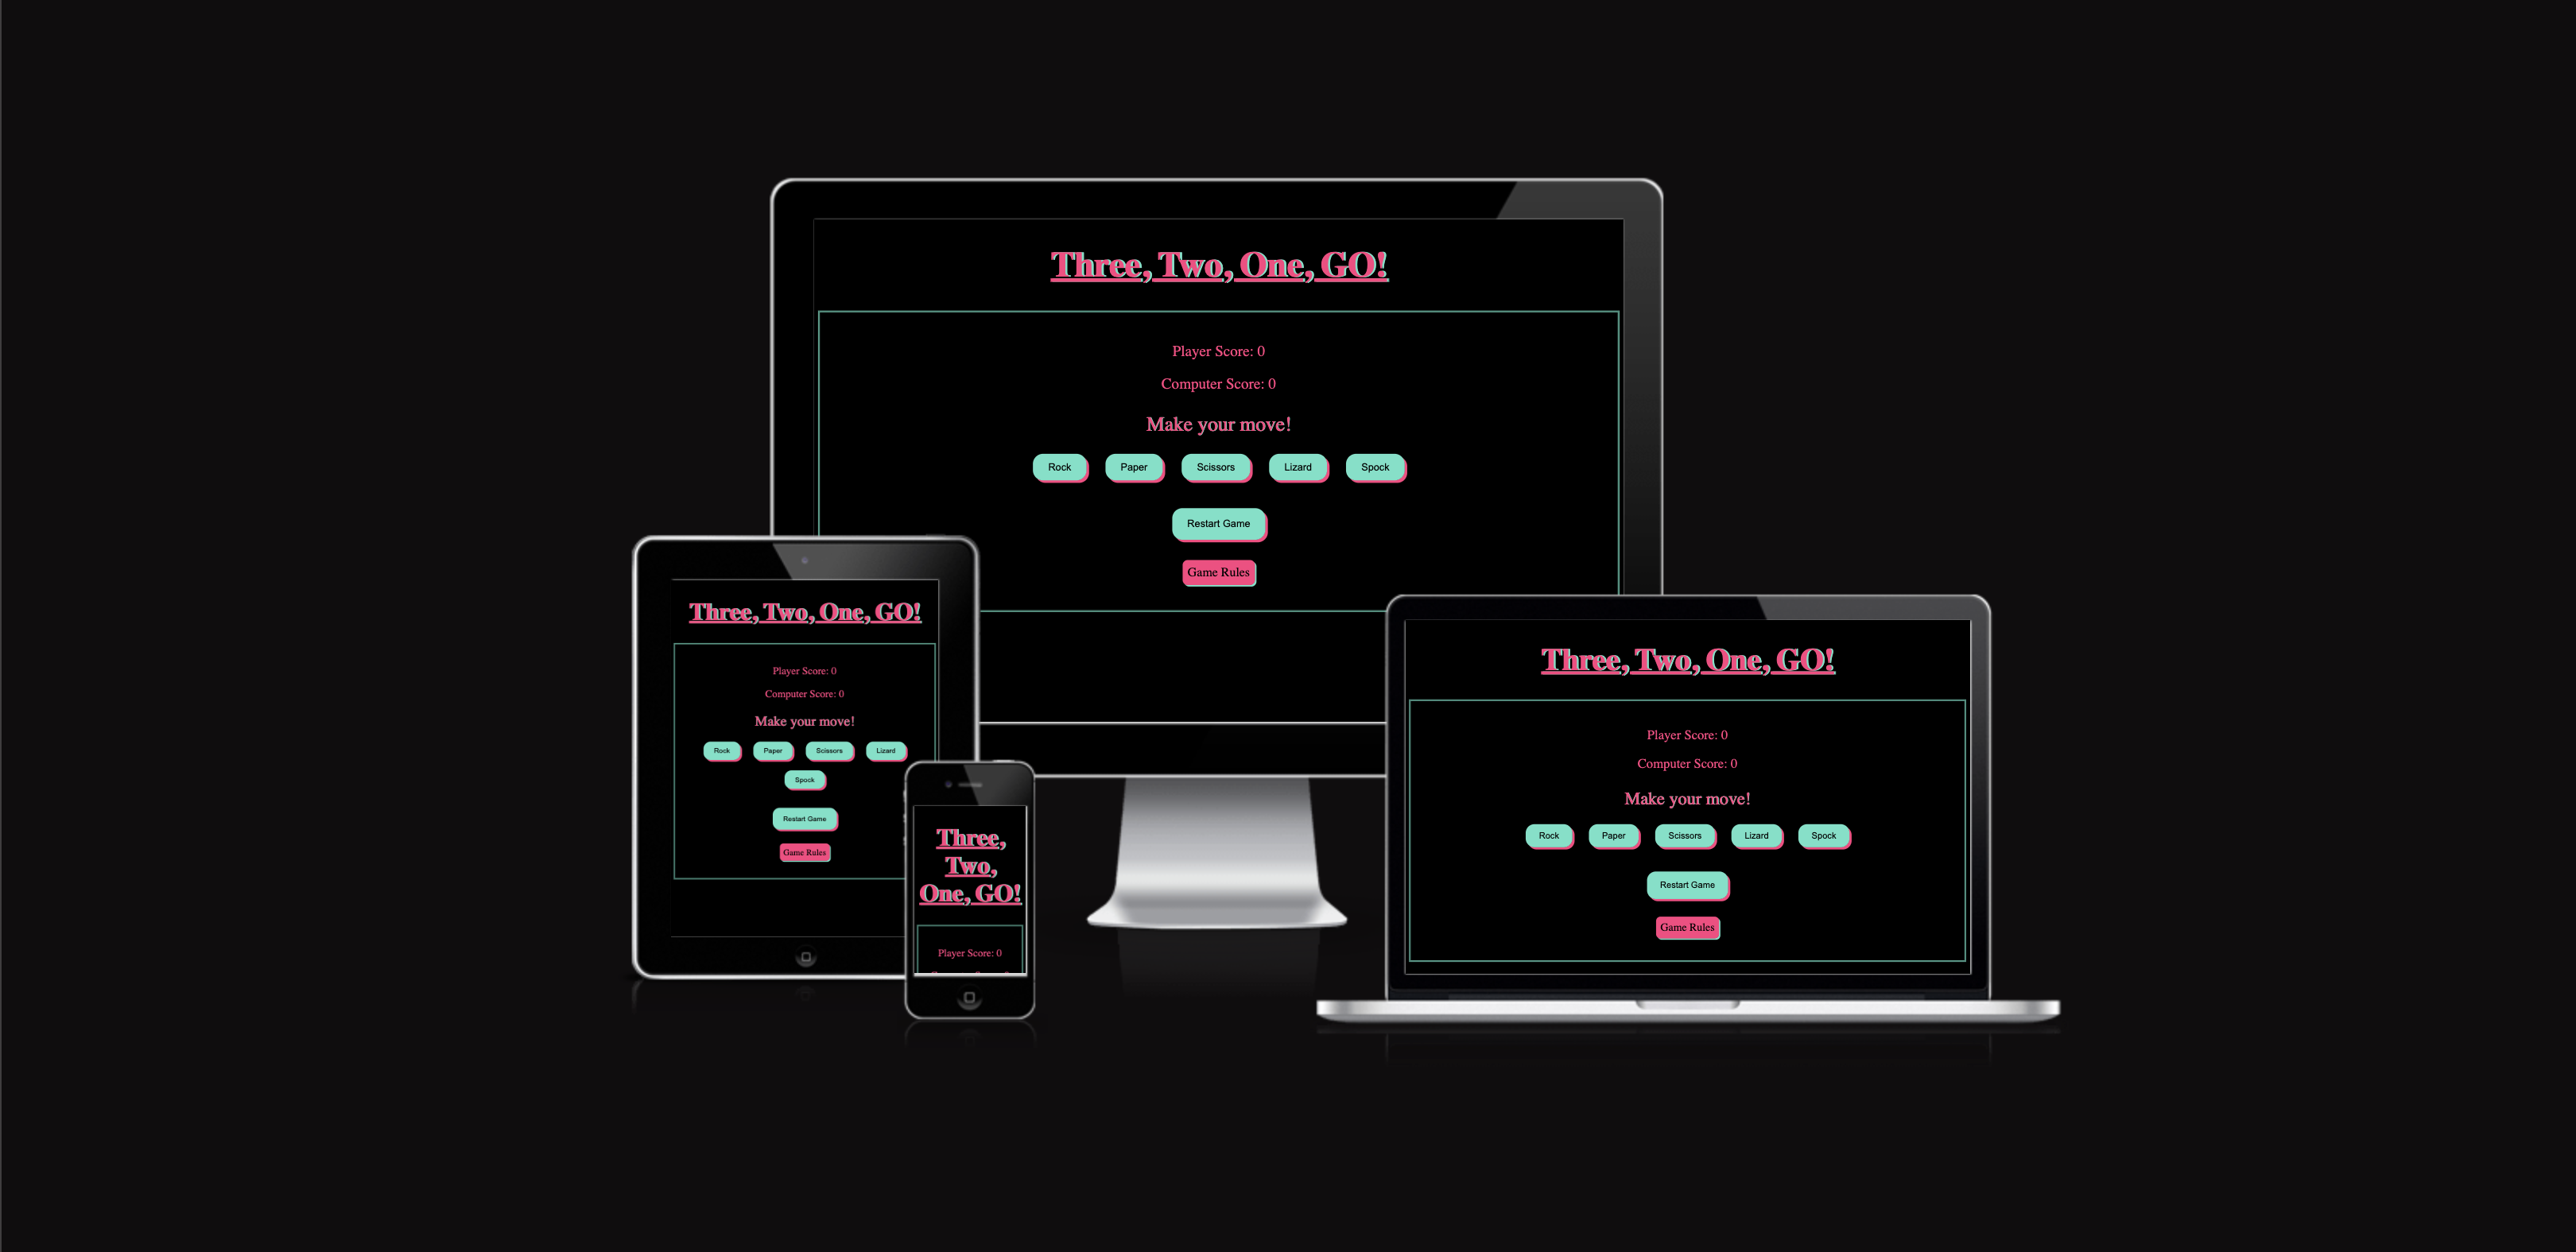 Three, Two, One, GO!
Player Score: 0
Computer Score: 0
Make your move!
Rock Paper Scissors Lizard Spock
Restart Game
Game Rules
Three, Two, One, GO!
Player Score: 0
Computer Score: 0
Make your move!
Rock Paper Scissors Lizard
Spock
Restart Game
Game Rules
Three,
Two,
One, GO!
Player Score: 0
Three, Two, One, GO!
Player Score: 0
Computer Score: 0
Make your move!
Rock Paper Scissors Lizard Spock
Restart Game
Game Rules